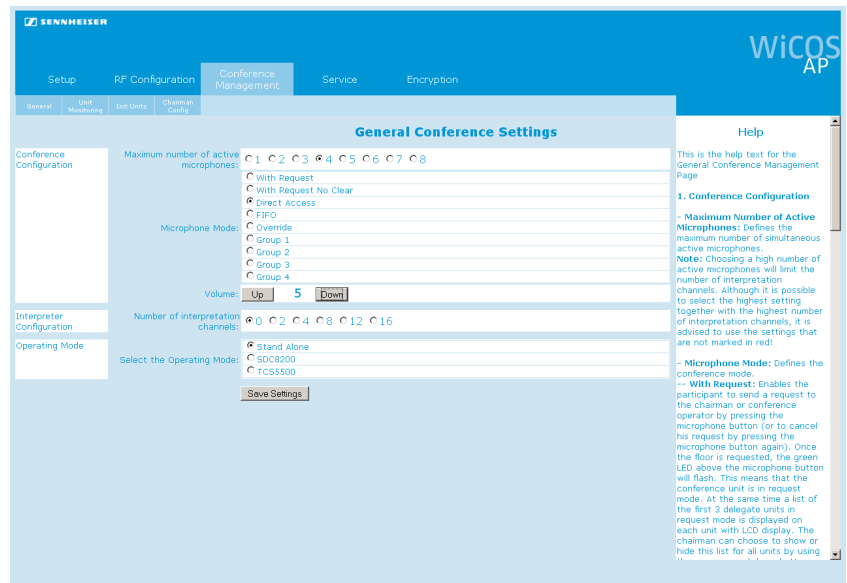 SENNHEISER
WiCOS
AP
Setup
RF Configuration
Conference
Management
Service
Encryption
General
Unit
Monitoring
Init Units
Chairman
Config
General Conference Settings
Conference
Configuration
Maximum number of active
microphones:
1 2 3 4 5 6 7 8
Microphone Mode:
With Request
With Request No Clear
Direct Access
FIFO
Override
Group 1
Group 2
Group 3
Group 4
Volume:
Up 5 Down
Interpreter
Configuration
Number of interpretation
channels:
0 2 4 8 12 16
Operating Mode
Select the Operating Mode:
Stand Alone
SDC8200
TCS5500
Save Settings
Help
This is the help text for the
General Conference Management
Page
1. Conference Configuration
- Maximum Number of Active
Microphones: Defines the
maximum number of simultaneous
active microphones.
Note: Choosing a high number of
active microphones will limit the
number of interpretation
channels. Although it is possible
to select the highest setting
together with the highest number
of interpretation channels, it is
advised to use the settings that
are not marked in red!
- Microphone Mode: Defines the
conference mode.
-- With Request: Enables the
participant to send a request to
the chairman or conference
operator by pressing the
microphone button (or to cancel
his request by pressing the
microphone button again). Once
the floor is requested, the green
LED above the microphone button
will flash. This means that the
conference unit is in request
mode. At the same time a list of
the first 3 delegate units in
request mode is displayed on
each unit with LCD display. The
chairman can choose to show or
hide this list for all units by using